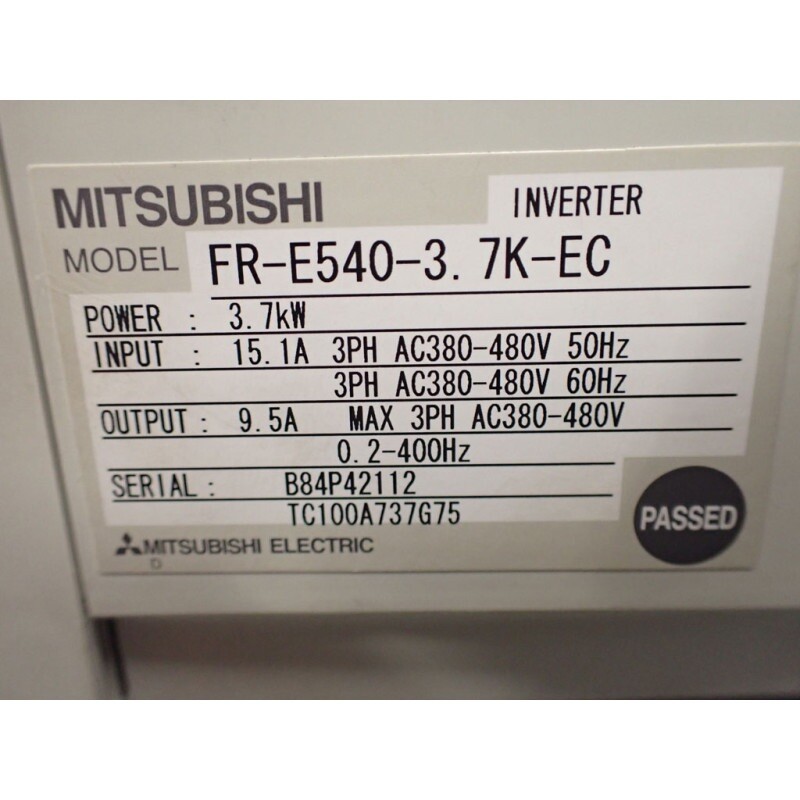 MITSUBISHI INVERTER
MODEL FR-E540-3.7K-EC
POWER : 3.7kW
INPUT : 15.1A 3PH AC380-480V 50Hz
3PH AC380-480V 60Hz
OUTPUT : 9.5A MAX 3PH AC380-480V
0.2-400Hz
SERIAL : B84P42112
TC100A737G75
PASSED
MITSUBISHI ELECTRIC
D